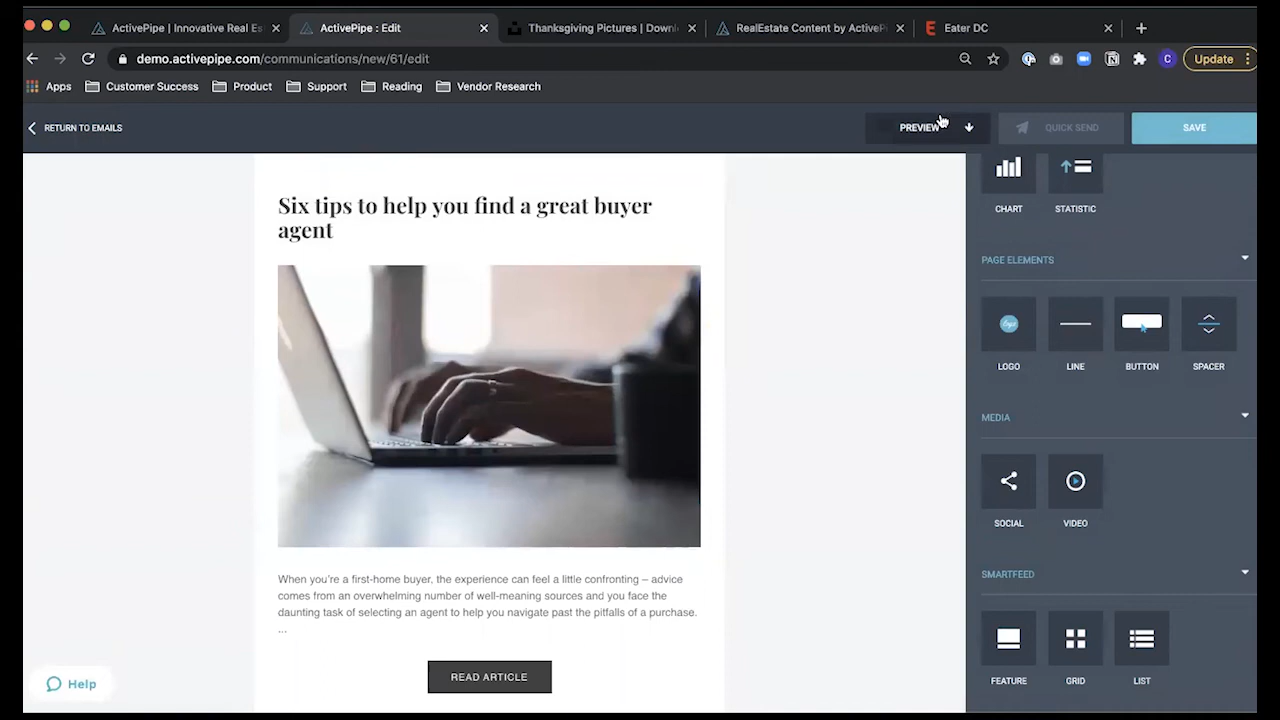 ActivePipe | Innovative Real Es
ActivePipe : Edit
Thanksgiving Pictures | Downl
RealEstate Content by ActiveP
Eater DC
demo.activepipe.com/communications/new/61/edit
Update
Apps
Customer Success
Product
Support
Reading
Vendor Research
RETURN TO EMAILS
PREVIEW
QUICK SEND
SAVE
Six tips to help you find a great buyer
agent
When you're a first-home buyer, the experience can feel a little confronting – advice
comes from an overwhelming number of well-meaning sources and you face the
daunting task of selecting an agent to help you navigate past the pitfalls of a purchase.
...
READ ARTICLE
Help
CHART
STATISTIC
PAGE ELEMENTS
LOGO
LINE
BUTTON
SPACER
MEDIA
SOCIAL
VIDEO
SMARTFEED
FEATURE
GRID
LIST